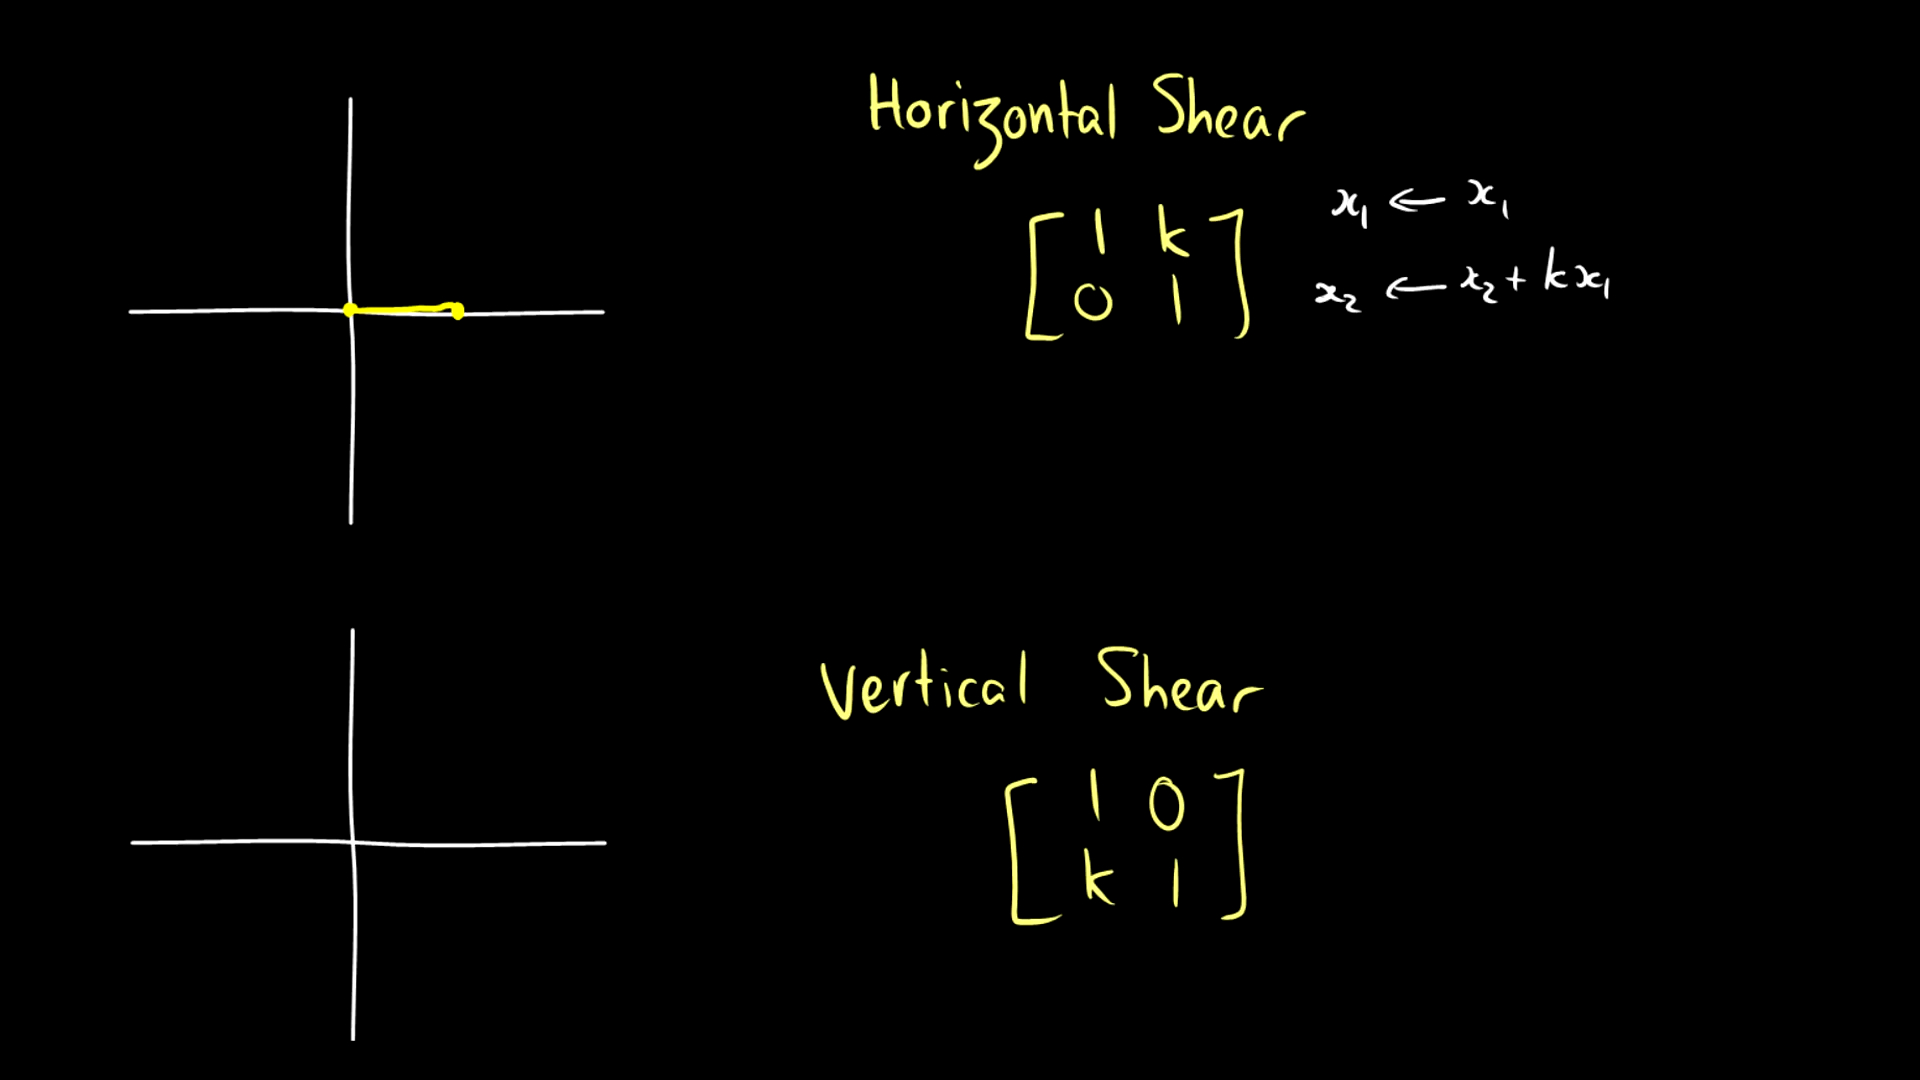 Horizontal Shear
[ 1 k
0 1 ]
x₁ ← x₁
x₂ ← x₂ + kx₁
Vertical Shear
[ 1 0
k 1 ]